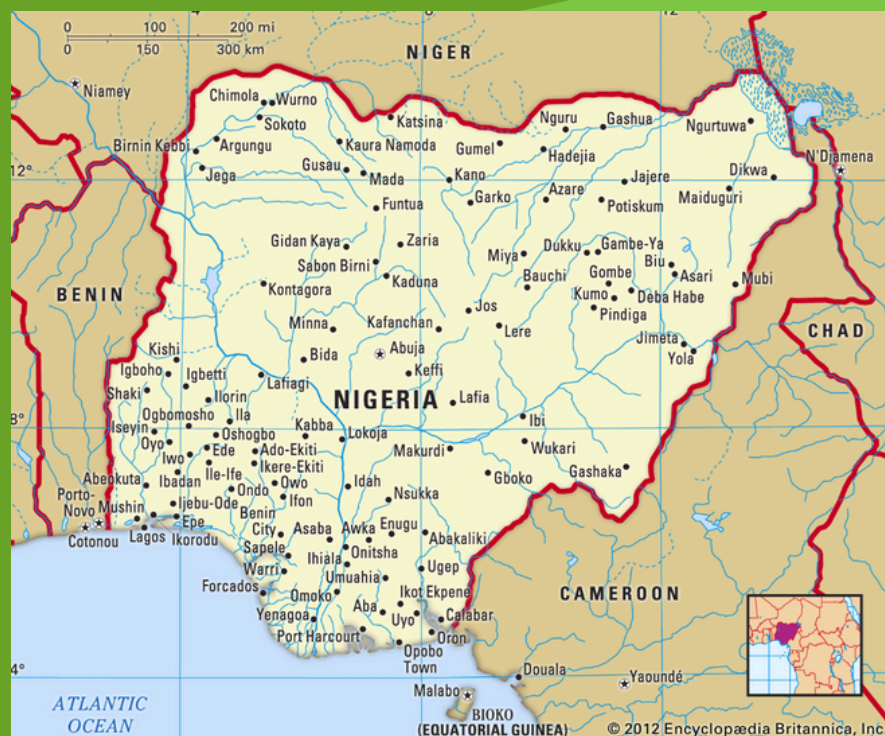 4
8
12
0 100 200 mi
0 150 300 km
NIGER
Niamey
Chimola
Wurno
Sokoto
Katsina
Nguru
Gashua
Ngurtuwa
Birnin Kebbi
Argungu
Kaura Namoda
Gumel
Hadejia
N'Djamena
12°
Jega
Gusau
Mada
Kano
Jajere
Dikwa
Maiduguri
Garko
Azare
Potiskum
Funtua
Gidan Kaya
Zaria
Miya
Dukku
Gambe-Ya
Biu
Sabon Birni
Kaduna
Bauchi
Gombe
Asari
Mubi
BENIN
Kontagora
Kumo
Deba Habe
Jos
Pindiga
CHAD
Minna
Kafanchan
Lere
Jimeta
Yola
Kishi
Bida
Abuja
Igboho
Igbetti
Lafiagi
Keffi
Shaki
Ilorin
NIGERIA
Lafia
Ogbomosho
Ila
Ibi
8°
Iseyin
Oshogbo
Kabba
Lokoja
Oyo
Ede
Ado-Ekiti
Makurdi
Wukari
Iwo
Ikere-Ekiti
Gashaka
Abeokuta
Ibadan
Ile-Ife
Owo
Idah
Gboko
Porto-
Novo
Mushin
Ijebu-Ode
Ondo
Ifon
Nsukka
Epe
Benin
City
Asaba
Awka
Enugu
Abakaliki
Cotonou
Lagos
Ikorodu
Sapele
Ihiala
Onitsha
Warri
Umuahia
Ugep
Forcados
Omoko
Ikot Ekpene
CAMEROON
Yenagoa
Aba
Uyo
Calabar
Port Harcourt
Oron
Opobo
Town
4°
Douala
Yaoundé
Malabo
ATLANTIC
OCEAN
BIOKO
(EQUATORIAL GUINEA)
© 2012 Encyclopædia Britannica, Inc